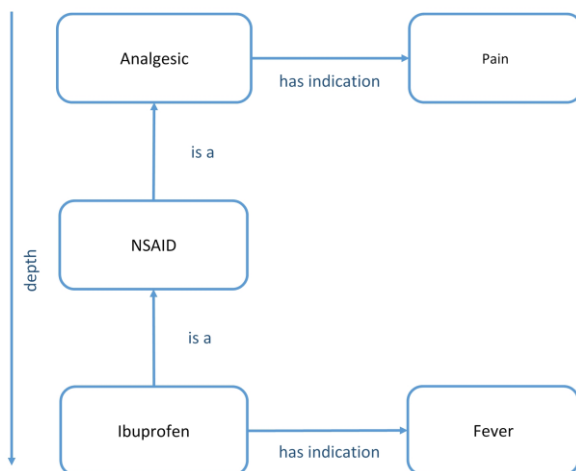 Analgesic
Pain
has indication
is a
NSAID
depth
is a
Ibuprofen
Fever
has indication